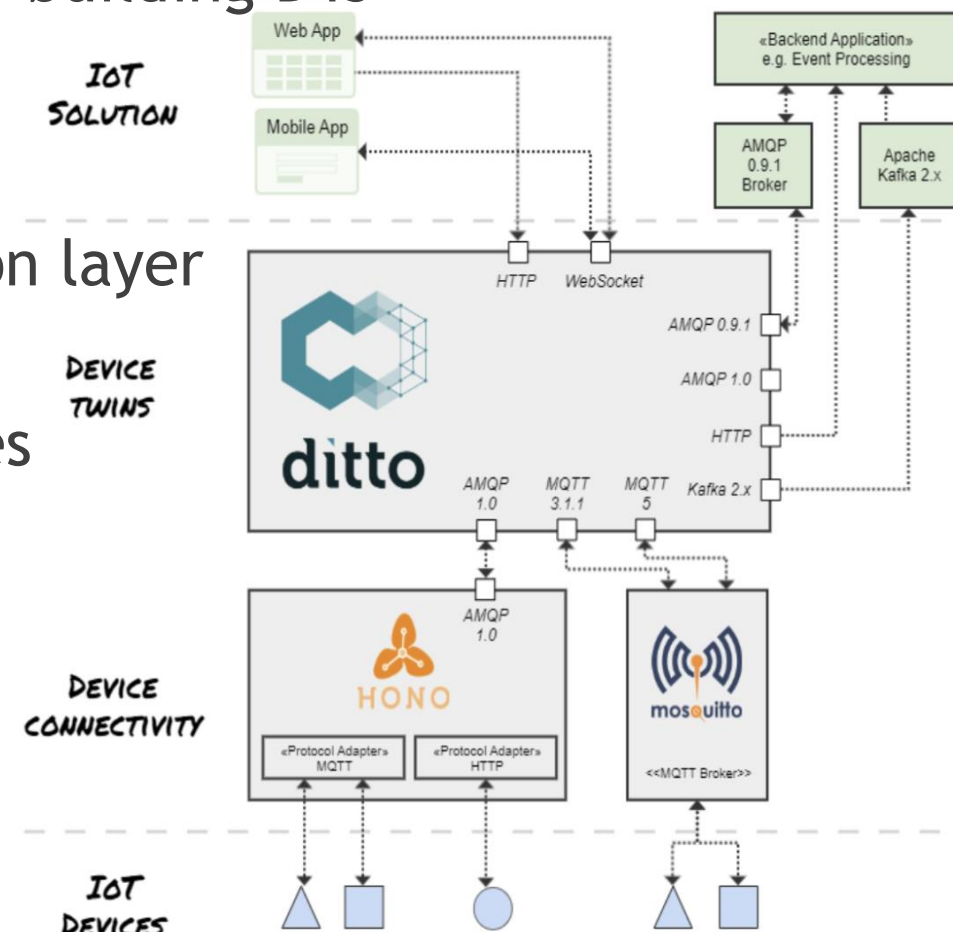 building DTs
IoT
SOLUTION
Web App
Mobile App
«Backend Application»
e.g. Event Processing
AMQP
0.9.1
Broker
Apache
Kafka 2.x
on layer
es
DEVICE
TWINS
HTTP
WebSocket
AMQP 0.9.1
AMQP 1.0
HTTP
Kafka 2.x
ditto
AMQP
1.0
MQTT
3.1.1
MQTT
5
DEVICE
CONNECTIVITY
AMQP
1.0
HONO
«Protocol Adapter»
MQTT
«Protocol Adapter»
HTTP
mosquitto
<<MQTT Broker>>
IoT
DEVICES